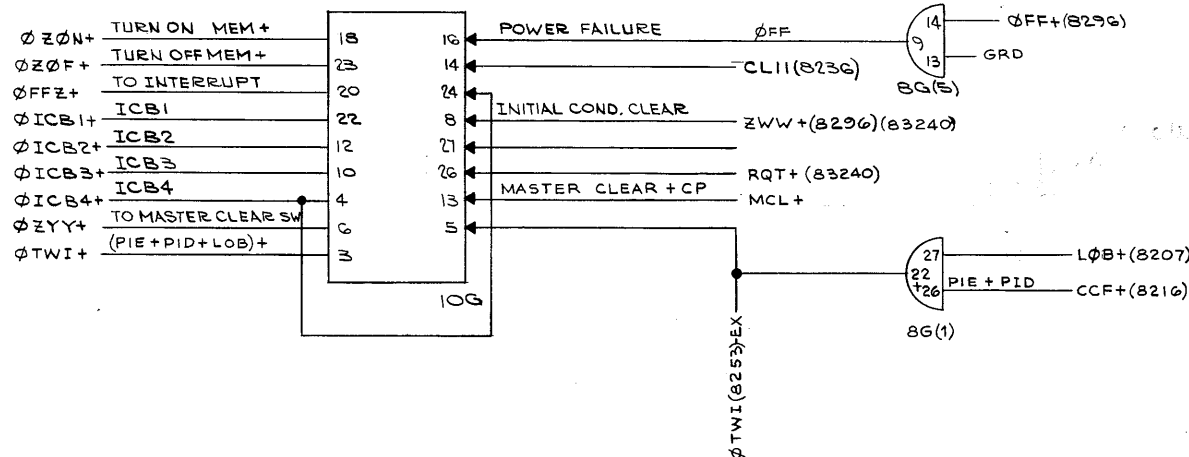 ØZØN+ TURN ON MEM+ 18
ØZØF+ TURN OFF MEM+ 23
ØFFZ+ TO INTERRUPT 20
ØICB1+ ICB1 22
ØICB2+ ICB2 12
ØICB3+ ICB3 10
ØICB4+ ICB4 4
ØZYY+ TO MASTER CLEAR SW 6
ØTWI+ (PIE+PID+LOB)+ 3
16 POWER FAILURE ØFF
14 CL11(8236)
24
8 INITIAL COND. CLEAR ZWW+(8296)(83240)
21
26 RQT+(83240)
13 MASTER CLEAR + CP MCL+
5
10G
14 ØFF+(8296)
9
13 GRD
8G(5)
27 LØB+(8207)
22
+
26 PIE + PID CCF+(8216)
8G(1)
ØTWI(8253)-EX